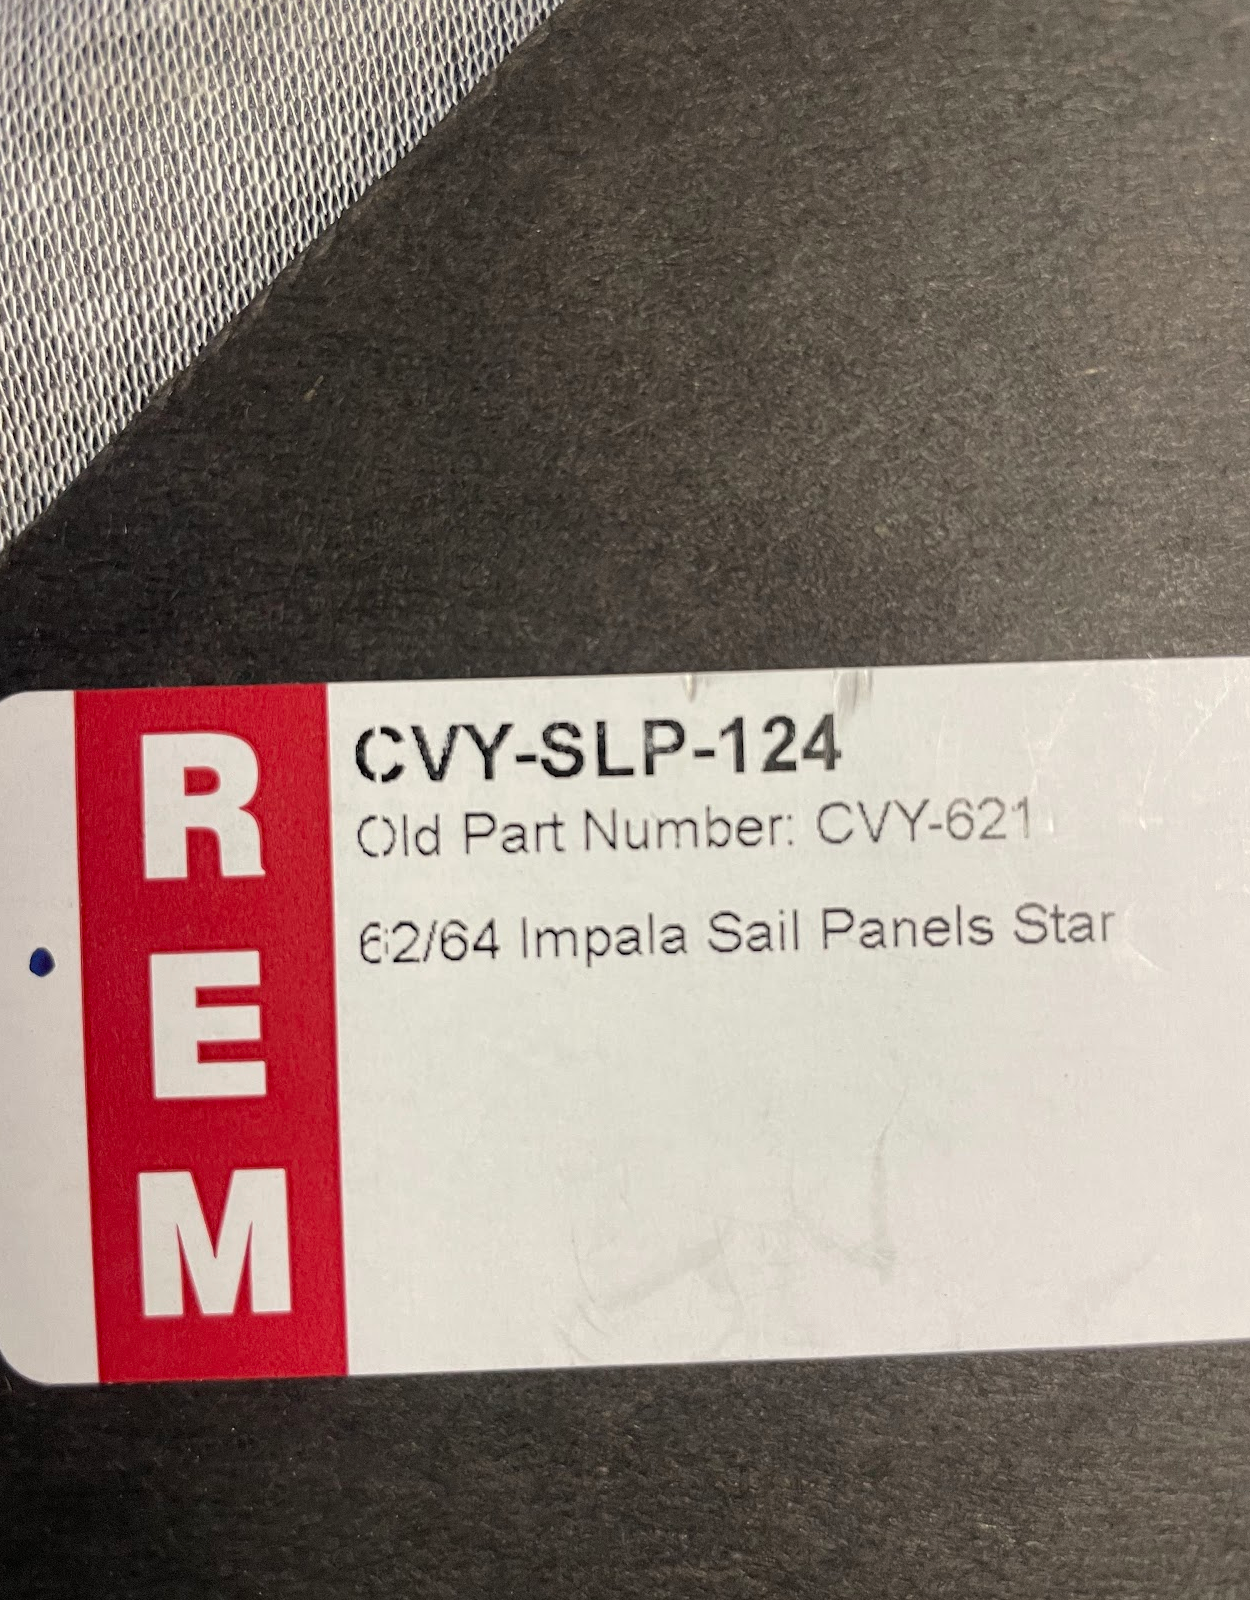 REM
CVY-SLP-124
Old Part Number: CVY-621
62/64 Impala Sail Panels Star